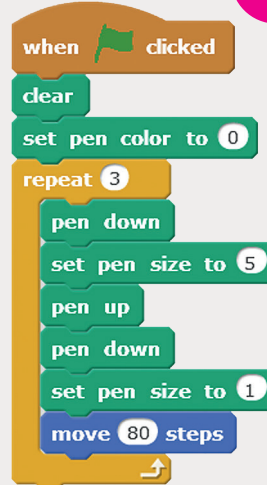 when clicked
clear
set pen color to 0
repeat 3
pen down
set pen size to 5
pen up
pen down
set pen size to 1
move 80 steps